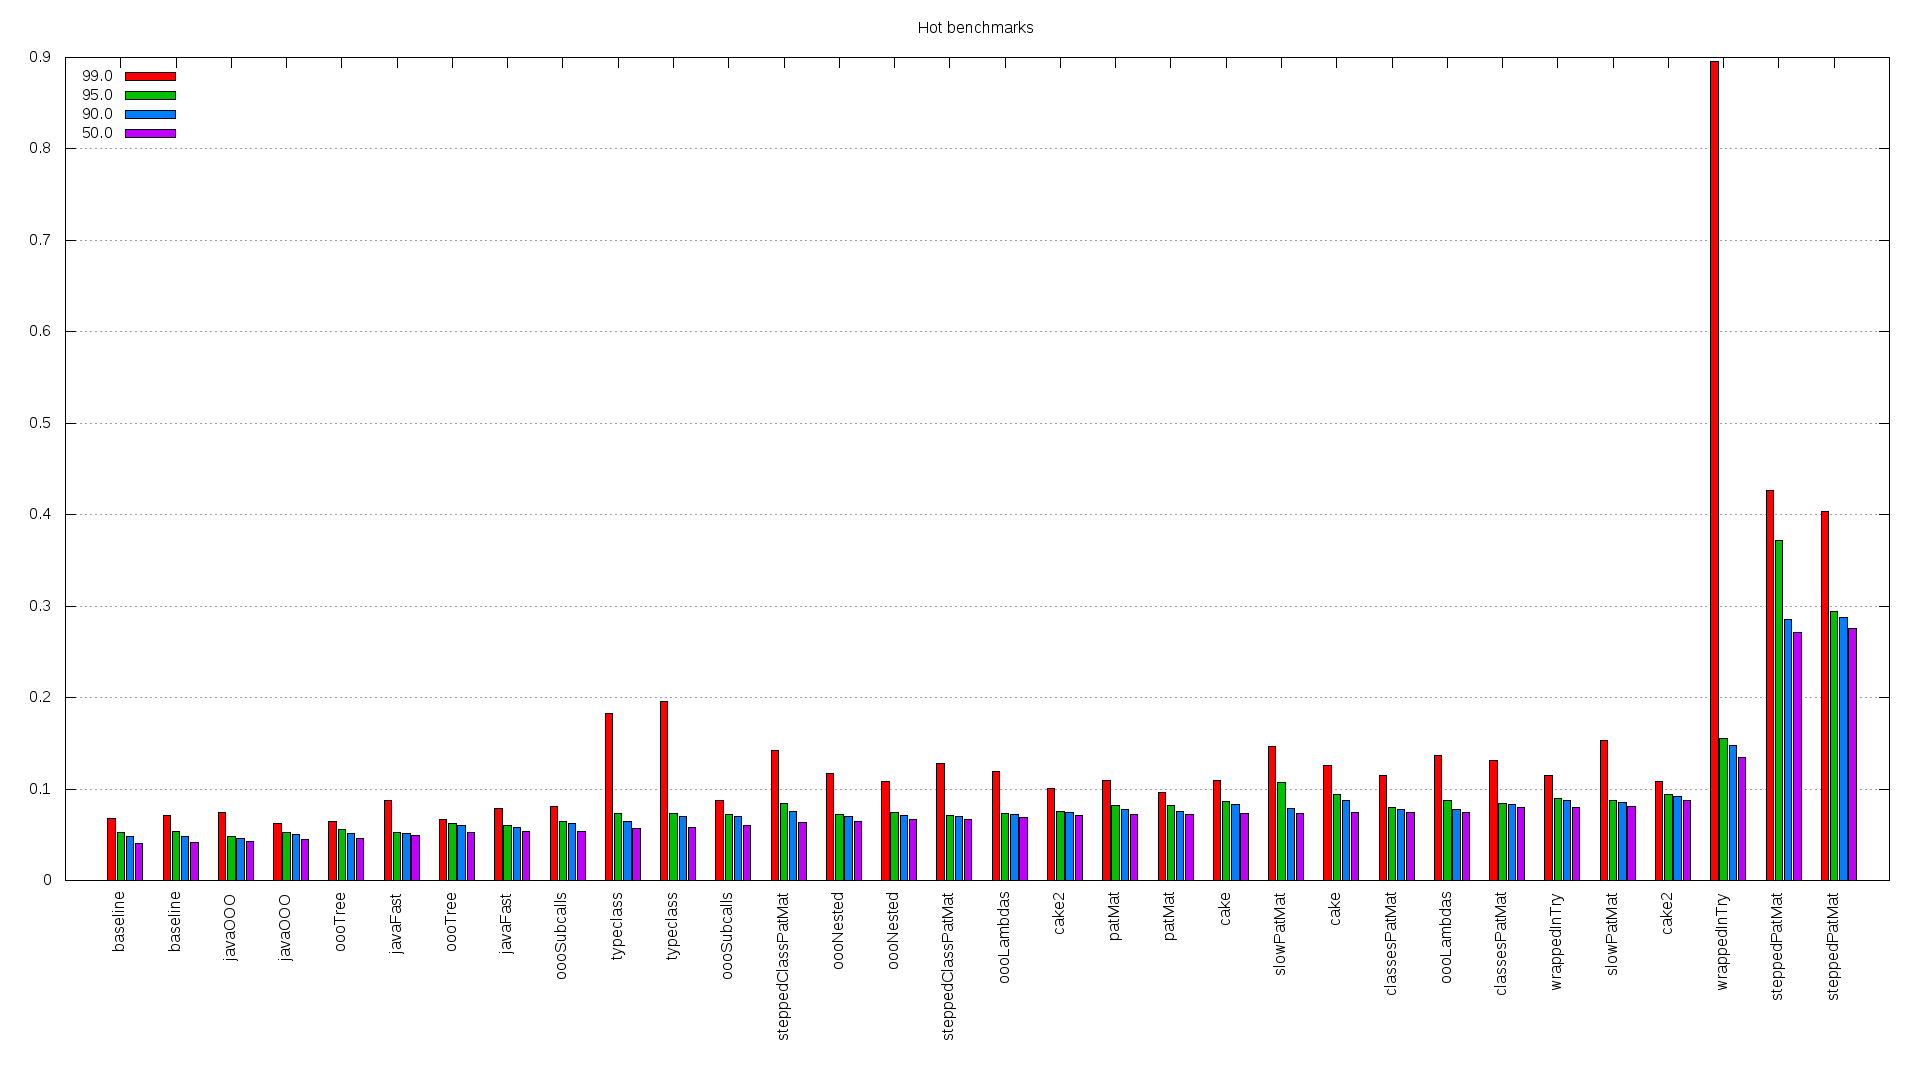 Hot benchmarks
0.9
99.0
95.0
90.0
50.0
0.8
0.7
0.6
0.5
0.4
0.3
0.2
0.1
0
baseline
baseline
javaOOO
javaOOO
oooTree
javaFast
oooTree
javaFast
oooSubcalls
typeclass
typeclass
oooSubcalls
steppedClassPatMat
oooNested
oooNested
steppedClassPatMat
oooLambdas
cake2
patMat
patMat
cake
slowPatMat
cake
classesPatMat
oooLambdas
classesPatMat
wrappedInTry
slowPatMat
cake2
wrappedInTry
steppedPatMat
steppedPatMat